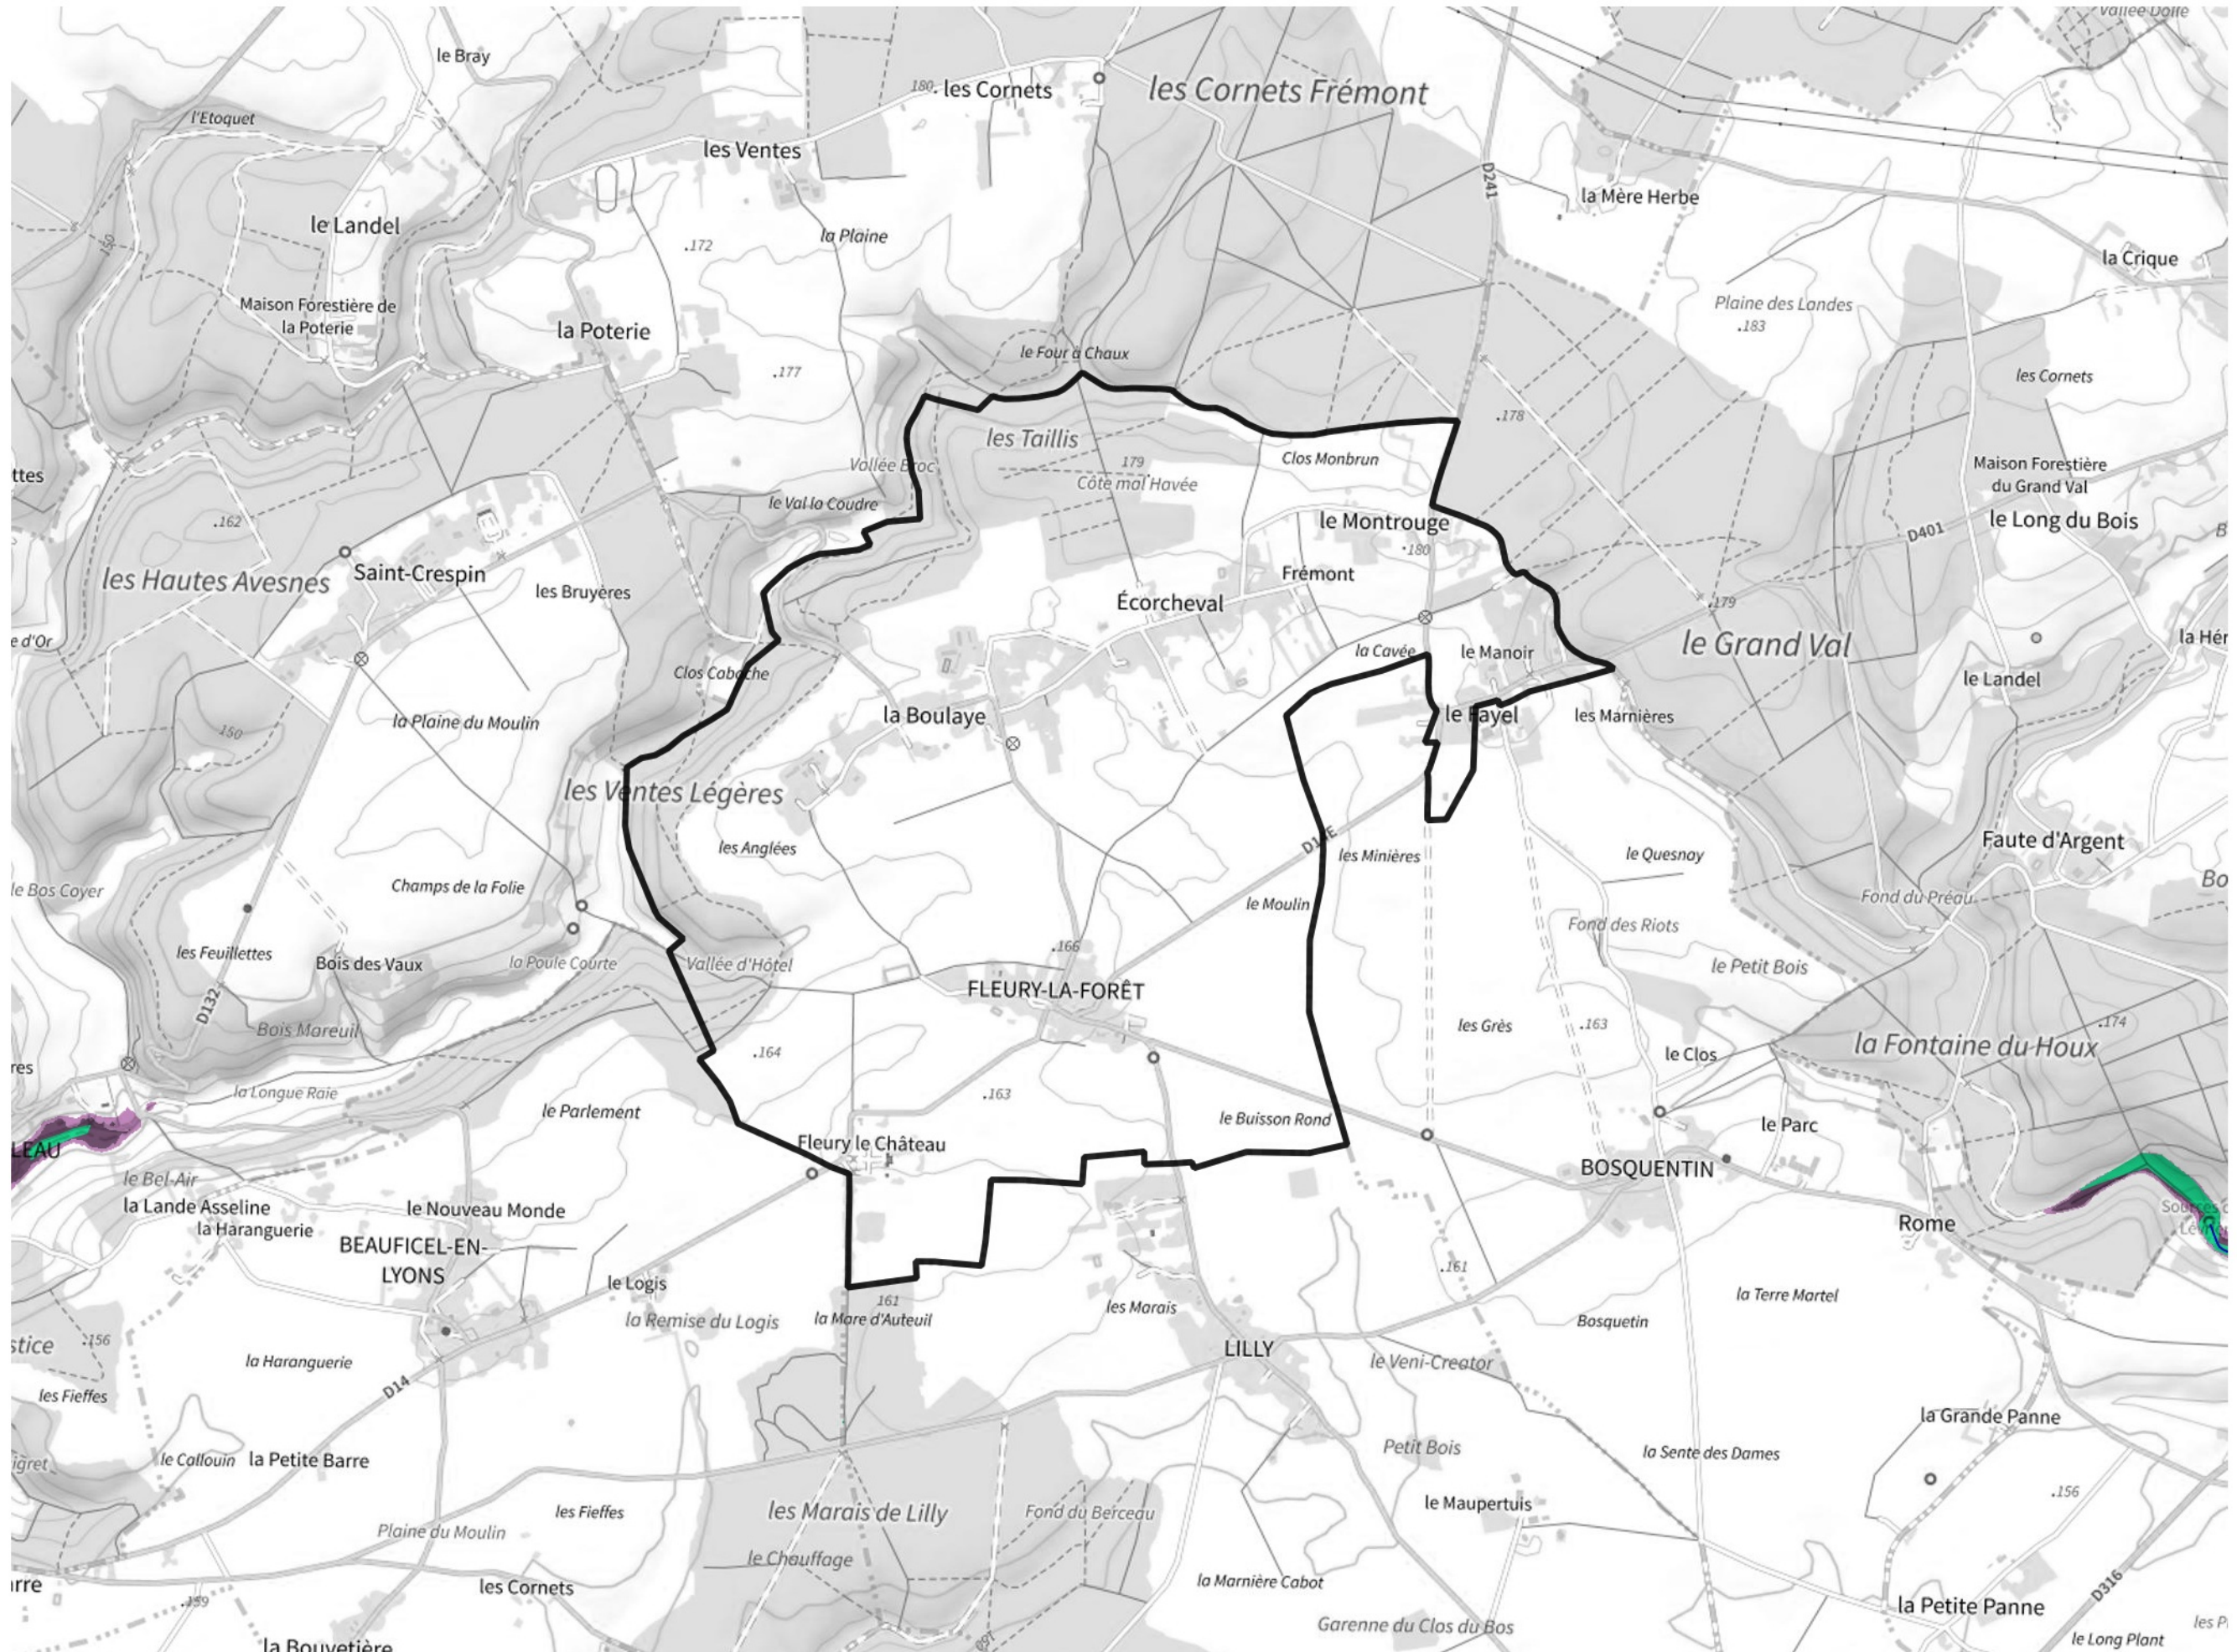 Vallée Dolle
le Bray
les Cornets
180
les Cornets Frémont
l'Etoquet
les Ventes
D241
la Mère Herbe
le Landel
la Plaine
.172
la Crique
150
Maison Forestière de
la Poterie
la Poterie
Plaine des Landes
.183
le Four à Chaux
.177
les Cornets
.178
les Taillis
Vallée Broc
179
Côte mal Havée
Clos Monbrun
Maison Forestière
du Grand Val
ttes
le Val la Coudre
.162
le Montrouge
le Long du Bois
D401
.180
les Hautes Avesnes
Saint-Crespin
les Bruyères
Frémont
Écorcheval
.179
e d'Or
la Cavée
le Manoir
le Grand Val
la Hér
Clos Caboche
le Landel
la Plaine du Moulin
150
la Boulaye
le Fayel
les Marnières
les Ventes Légères
les Anglées
les Minières
le Quesnay
Faute d'Argent
le Bos Coyer
Champs de la Folie
le Moulin
Fond du Préau
Bo
les Feuillettes
Bois des Vaux
la Poule Courte
Vallée d'Hôtel
.166
Fond des Riots
le Petit Bois
FLEURY-LA-FORÊT
D132
Bois Mareuil
les Grès
.163
.174
.164
le Clos
la Fontaine du Houx
res
la Longue Raie
.163
le Parlement
le Buisson Rond
le Parc
LEAU
Fleury le Château
BOSQUENTIN
le Bel-Air
la Lande Asseline
la Haranguerie
le Nouveau Monde
Rome
BEAUFICEL-EN-
LYONS
.161
le Logis
161
la Mare d'Auteuil
les Marais
la Terre Martel
la Remise du Logis
Bosquetin
stice
.156
LILLY
la Haranguerie
le Veni-Creator
D14
les Fieffes
la Grande Panne
le Callouin
la Petite Barre
Petit Bois
la Sente des Dames
igret
les Fieffes
les Marais de Lilly
Fond du Berceau
le Maupertuis
.156
Plaine du Moulin
le Chauffage
rre
les Cornets
la Marnière Cabot
D316
.159
la Petite Panne
Garenne du Clos du Bos
les P
160
le Long Plant
la Bouvetière